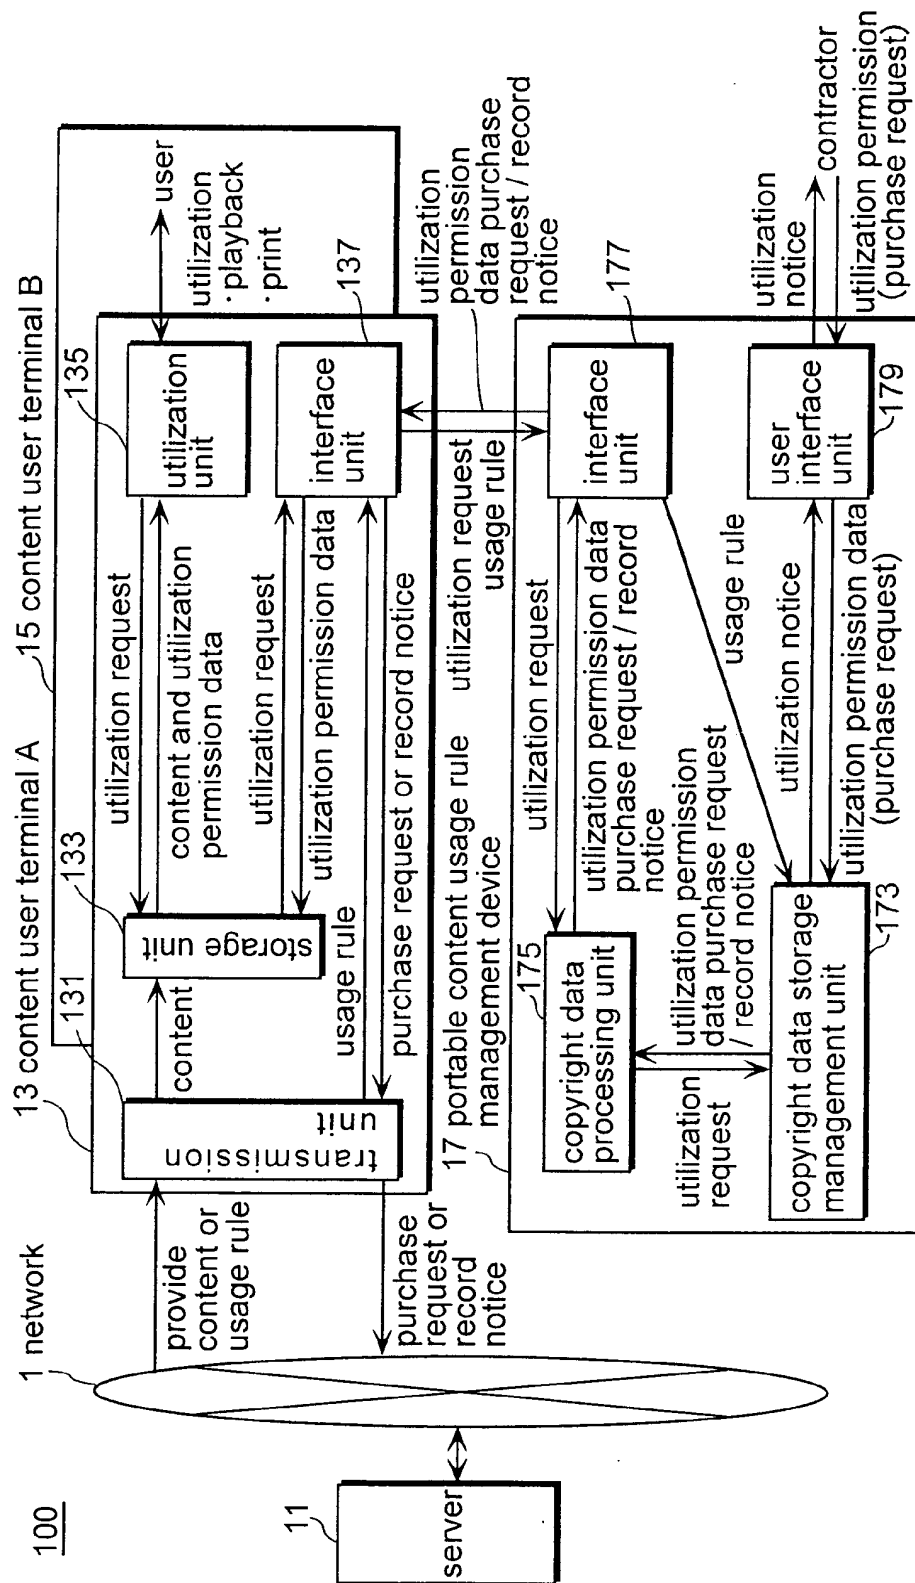 100
11
server
1 network
provide
content or
usage rule
purchase
request or
record
notice
13 content user terminal A
15 content user terminal B
131
transmission
unit
content
133
storage unit
utilization request
content and utilization
permission data
135
utilization
unit
user
utilization
·playback
·print
utilization request
utilization permission data
usage rule
purchase request or record notice
interface
unit
137
utilization request
usage rule
utilization
permission
data purchase
request / record
notice
17 portable content usage rule
management device
175
copyright data
processing unit
utilization request
utilization permission data
purchase request / record
notice
interface
unit
177
utilization
request
utilization permission
data purchase request
/ record notice
usage rule
copyright data storage
management unit
173
utilization notice
utilization permission data
(purchase request)
user
interface
unit
179
utilization
notice
contractor
utilization permission
(purchase request)